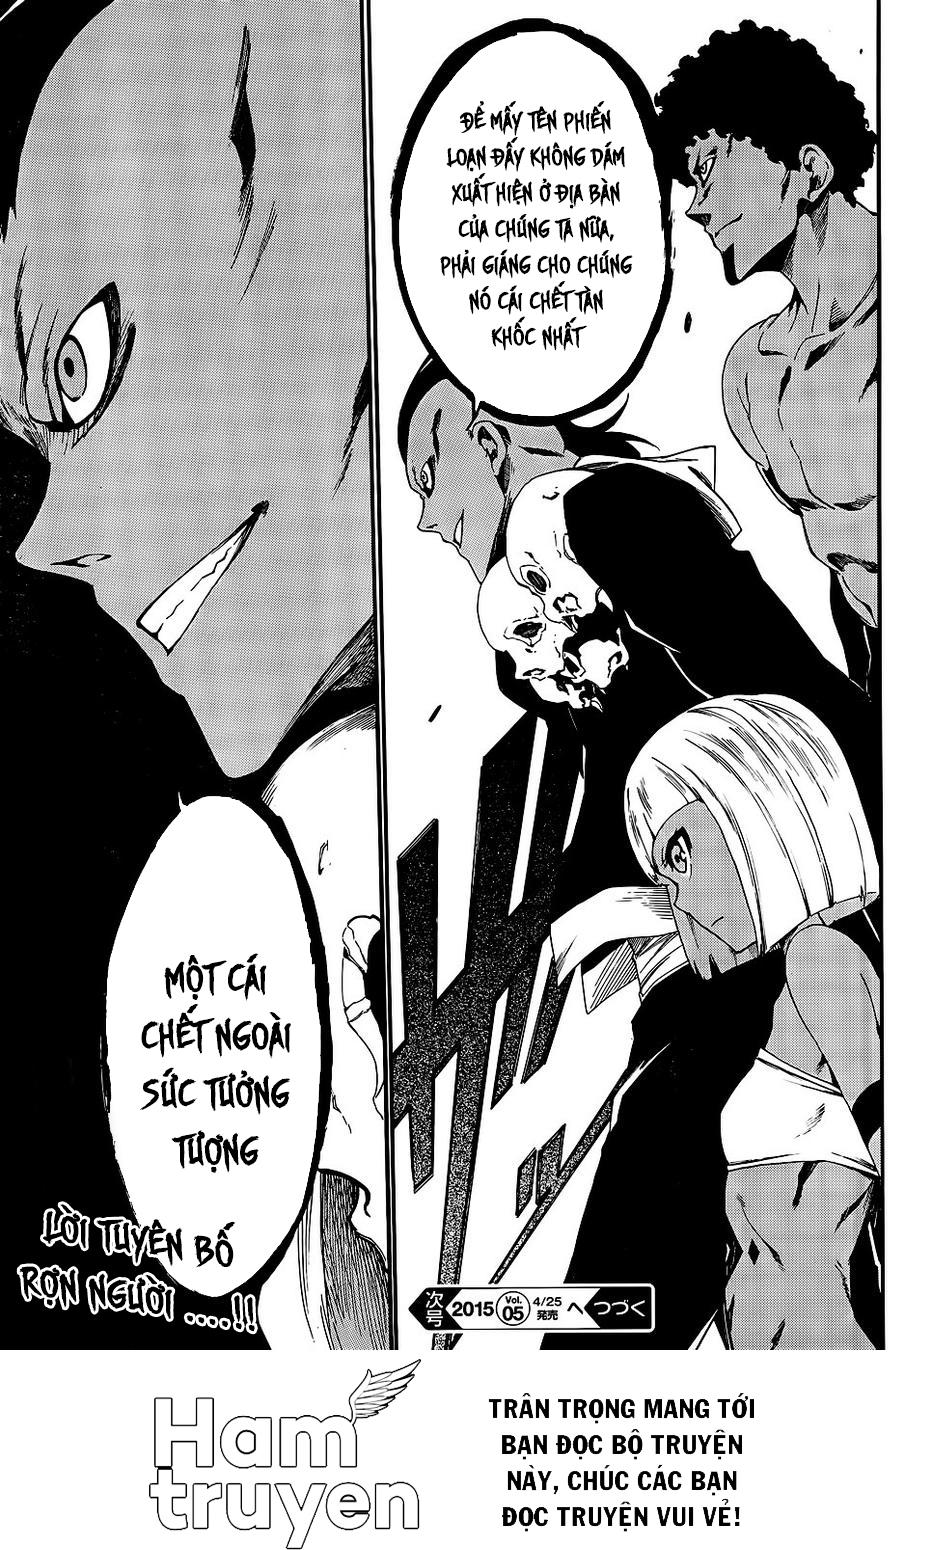 ĐỂ MẤY TÊN PHIẾN
LOẠN ĐẤY KHÔNG DÁM
XUẤT HIỆN Ở ĐỊA BÀN
CỦA CHÚNG TA NỮA,
PHẢI GIÁNG CHO CHÚNG
NÓ CÁI CHẾT TÀN
KHỐC NHẤT
MỘT CÁI
CHẾT NGOÀI
SỨC TƯỞNG
TƯỢNG
LỜI TUYÊN BỐ
RỢN NGƯỜI ....!!
次号 2015 Vol. 05 4/25 発売 へ つづく
Ham
truyen
TRÂN TRỌNG MANG TỚI
BẠN ĐỌC BỘ TRUYỆN
NÀY, CHÚC CÁC BẠN
ĐỌC TRUYỆN VUI VẺ!